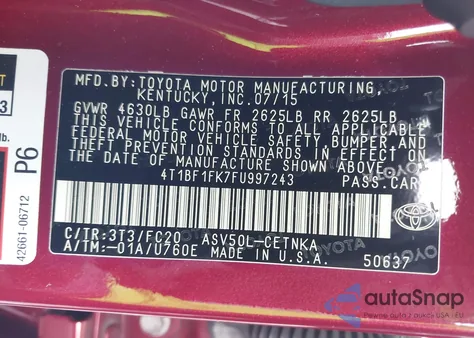 MFD.BY:TOYOTA MOTOR MANUFACTURING,
KENTUCKY,INC.07/15
GVWR 4630LB GAWR FR 2625LB RR 2625LB
THIS VEHICLE CONFORMS TO ALL APPLICABLE
FEDERAL MOTOR VEHICLE SAFETY,BUMPER,AND
THEFT PREVENTION STANDARDS IN EFFECT ON
THE DATE OF MANUFACTURE SHOWN ABOVE.
4T1BF1FK7FU997243 PASS.CAR
C/TR:3T3/FC20 ASV50L-CETNKA
A/TM:-01A/U760E MADE IN U.S.A. 50637
TOYOTA
P6
42661-06712
lb.
3
autoSnap